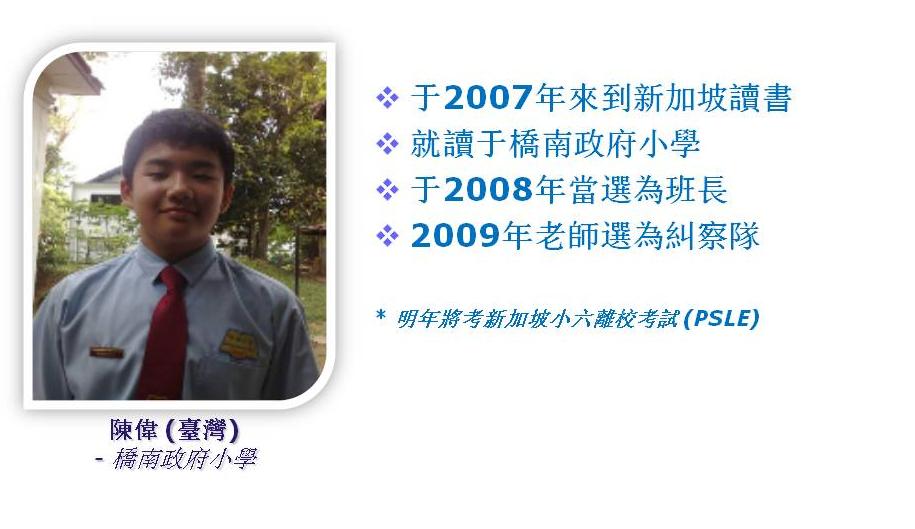 ❖ 于2007年來到新加坡讀書
❖ 就讀于橋南政府小學
❖ 于2008年當選為班長
❖ 2009年老師選為糾察隊
* 明年將考新加坡小六離校考試 (PSLE)
陳偉 (臺灣)
- 橋南政府小學